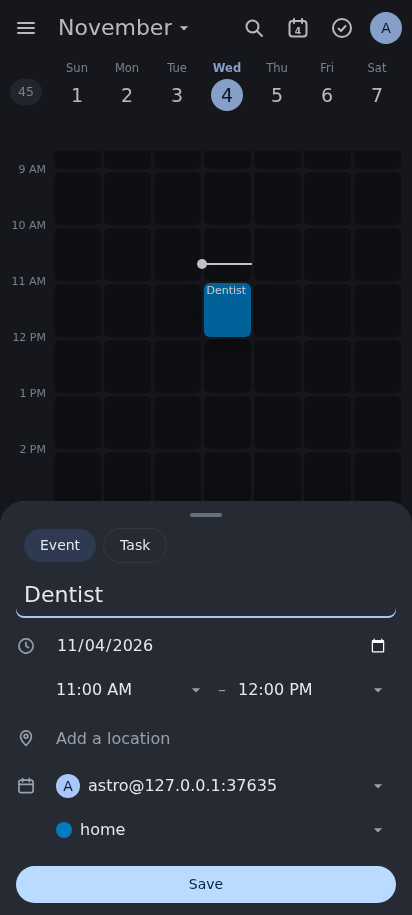 November
4
A
Sun Mon Tue Wed Thu Fri Sat
45 1 2 3 4 5 6 7
9 AM
10 AM
11 AM
Dentist
12 PM
1 PM
2 PM
Event Task
Dentist
11/04/2026
11:00 AM – 12:00 PM
Add a location
A astro@127.0.0.1:37635
home
Save